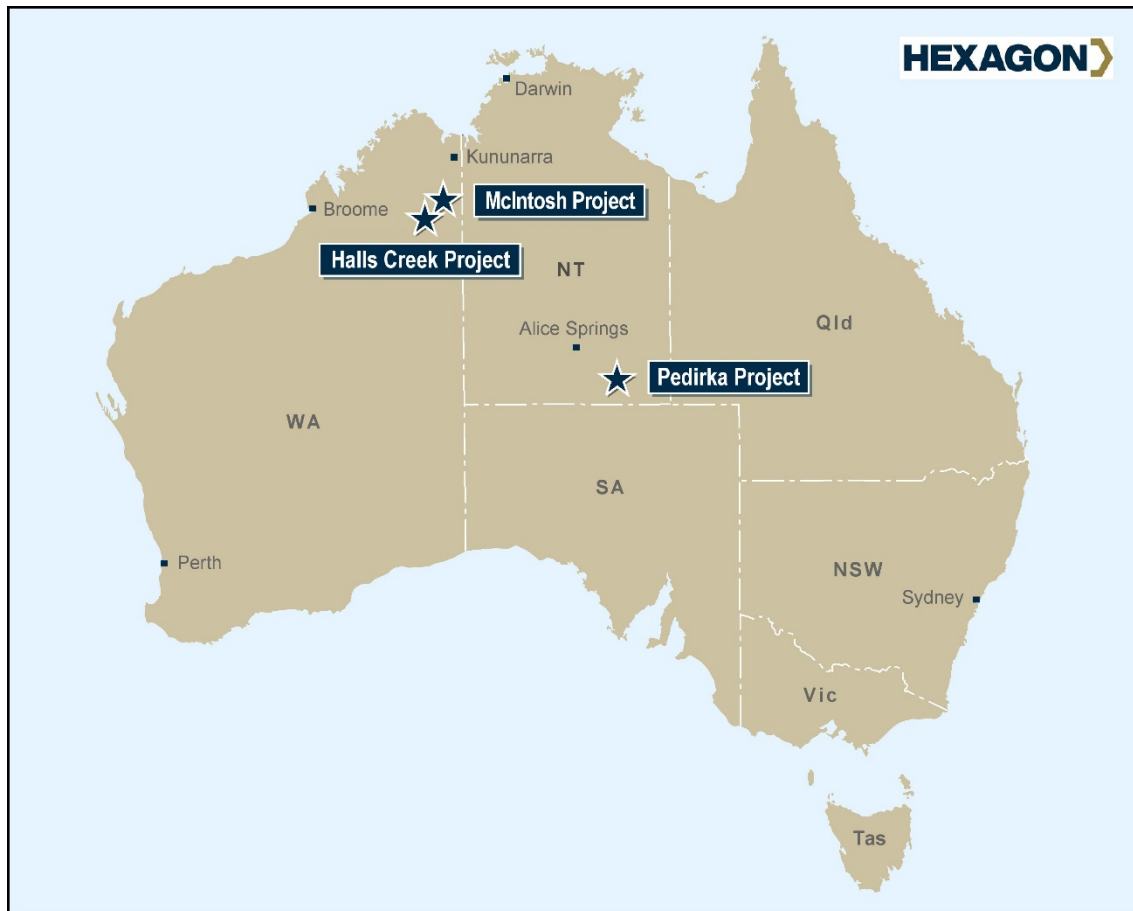 HEXAGON
Darwin
Kununarra
McIntosh Project
Broome
Halls Creek Project
NT
Alice Springs
Qld
Pedirka Project
WA
SA
Perth
NSW
Sydney
Vic
Tas